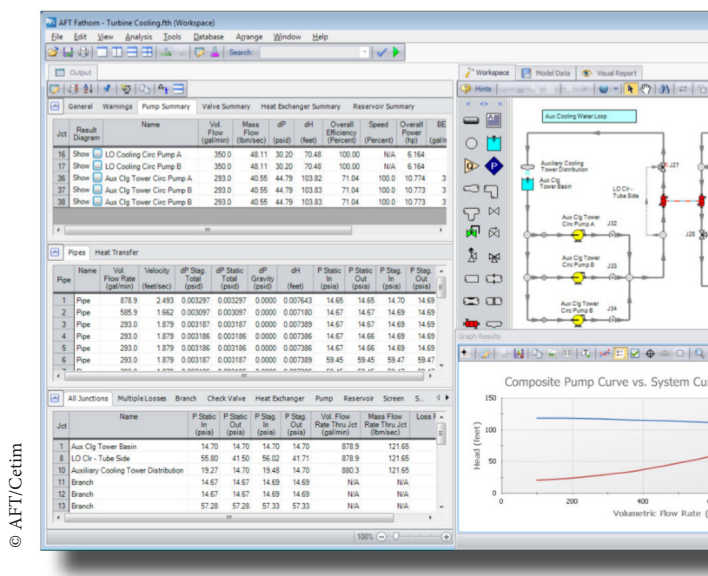 AFT Fathom - Turbine Cooling.fth (Workspace)
File Edit View Analysis Tools Database Arrange Window Help
Search:
Output
General Warnings Pump Summary Valve Summary Heat Exchanger Summary Reservoir Summary
Jct Result Diagram Name Vol. Flow (gal/min) Mass Flow (lbm/sec) dP (psid) dH (feet) Overall Efficiency (Percent) Speed (Percent) Overall Power (hp) BE (gal/n
16 Show LO Cooling Circ Pump A 350.0 48.11 30.20 70.48 100.00 N/A 6.164
17 Show LO Cooling Circ Pump B 350.0 48.11 30.20 70.48 100.00 N/A 6.164
36 Show Aux Clg Tower Circ Pump A 293.0 40.55 44.79 103.82 71.04 100.0 10.774 3
37 Show Aux Clg Tower Circ Pump B 293.0 40.55 44.79 103.83 71.04 100.0 10.773 3
38 Show Aux Clg Tower Circ Pump B 293.0 40.55 44.79 103.83 71.04 100.0 10.773 3
Pipes Heat Transfer
Pipe Name Vol. Flow Rate (gal/min) Velocity (feet/sec) dP Stag. Total (psid) dP Static Total (psid) dP Gravity (psid) dH (feet) P Static In (psia) P Static Out (psia) P Stag. In (psia) P Stag. Out (psia)
1 Pipe 878.9 2.493 0.003297 0.003297 0.0000 0.007643 14.65 14.65 14.70 14.69
2 Pipe 585.9 1.662 0.003097 0.003097 0.0000 0.007180 14.67 14.67 14.69 14.69
3 Pipe 293.0 1.879 0.003187 0.003187 0.0000 0.007389 14.67 14.66 14.69 14.69
4 Pipe 293.0 1.879 0.003186 0.003186 0.0000 0.007386 14.67 14.66 14.69 14.69
5 Pipe 293.0 1.879 0.003186 0.003186 0.0000 0.007386 14.67 14.66 14.69 14.69
6 Pipe 293.0 1.879 0.003187 0.003187 0.0000 0.007389 59.45 59.45 59.47 59.47
All Junctions Multiple Losses Branch Check Valve Heat Exchanger Pump Reservoir Screen S...
Jct Name P Static In (psia) P Static Out (psia) P Stag. In (psia) P Stag. Out (psia) Vol. Flow Rate Thru Jct (gal/min) Mass Flow Rate Thru Jct (lbm/sec) Loss F
1 Aux Clg Tower Basin 14.70 14.70 14.70 14.70 878.9 121.65
8 LO Clr - Tube Side 55.80 41.50 56.02 41.71 878.9 121.65
10 Auxiliary Cooling Tower Distribution 19.27 14.70 19.48 14.70 880.3 121.65
11 Branch 14.67 14.67 14.69 14.69 N/A N/A
12 Branch 14.67 14.67 14.69 14.69 N/A N/A
13 Branch 57.28 57.28 57.33 57.33 N/A N/A
100%
Workspace Model Data Visual Report
Hints
Aux Cooling Water Loop
Auxiliary Cooling
Tower Distribution
Aux Clg
Tower Basin
LO Clr -
Tube Side
J27
J28
Aux Clg Tower
Circ Pump A
J32
Aux Clg Tower
Circ Pump B
J33
Aux Clg Tower
Circ Pump B
J34
Graph Results
Composite Pump Curve vs. System Cu
Head (feet)
150
100
50
0
0 200 400
Volumetric Flow Rate (
© AFT/Cetim